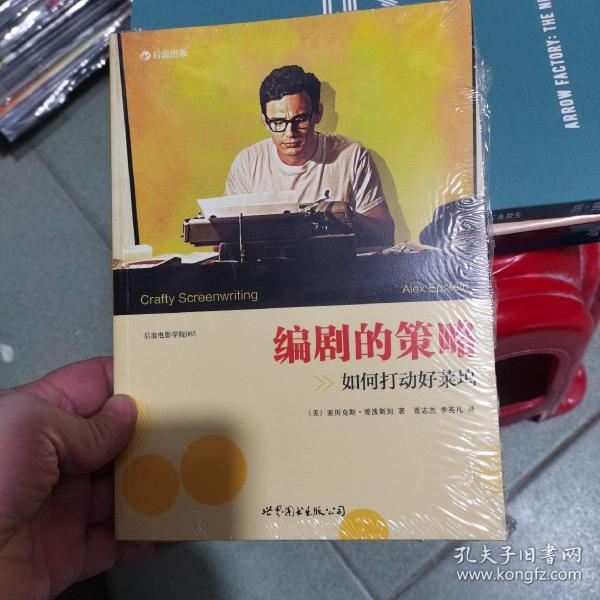 后浪出版
ARROW FACTORY: THE NE
EARS
Crafty Screenwriting
Alex Epstein
后浪电影学院065
编剧的策略
>> 如何打动好莱坞
(美) 亚历克斯·爱泼斯坦 著 贾志杰 李英凡 译
世界图书出版公司
孔夫子旧书网
www.kongfz.com